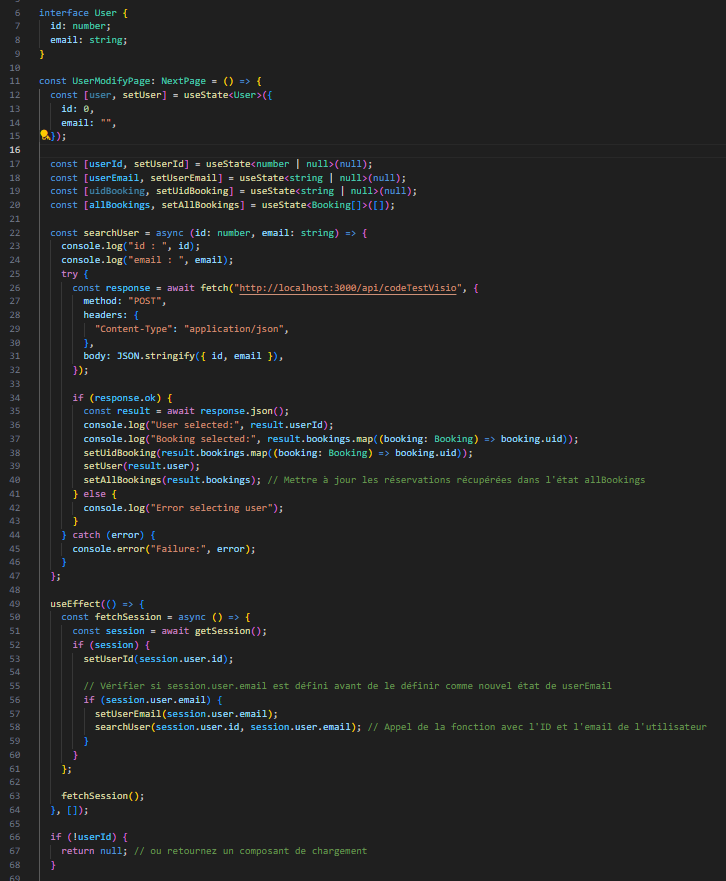 6 interface User {
7 id: number;
8 email: string;
9 }
10
11 const UserModifyPage: NextPage = () => {
12 const [user, setUser] = useState<User>({
13 id: 0,
14 email: "",
15 });
16
17 const [userId, setUserId] = useState<number | null>(null);
18 const [userEmail, setUserEmail] = useState<string | null>(null);
19 const [uidBooking, setUidBooking] = useState<string | null>(null);
20 const [allBookings, setAllBookings] = useState<Booking[]>([]);
21
22 const searchUser = async (id: number, email: string) => {
23 console.log("id : ", id);
24 console.log("email : ", email);
25 try {
26 const response = await fetch("http://localhost:3000/api/codeTestVisio", {
27 method: "POST",
28 headers: {
29 "Content-Type": "application/json",
30 },
31 body: JSON.stringify({ id, email }),
32 });
33
34 if (response.ok) {
35 const result = await response.json();
36 console.log("User selected:", result.userId);
37 console.log("Booking selected:", result.bookings.map((booking: Booking) => booking.uid));
38 setUidBooking(result.bookings.map((booking: Booking) => booking.uid));
39 setUser(result.user);
40 setAllBookings(result.bookings); // Mettre à jour les réservations récupérées dans l'état allBookings
41 } else {
42 console.log("Error selecting user");
43 }
44 } catch (error) {
45 console.error("Failure:", error);
46 }
47 };
48
49 useEffect(() => {
50 const fetchSession = async () => {
51 const session = await getSession();
52 if (session) {
53 setUserId(session.user.id);
54
55 // Vérifier si session.user.email est défini avant de le définir comme nouvel état de userEmail
56 if (session.user.email) {
57 setUserEmail(session.user.email);
58 searchUser(session.user.id, session.user.email); // Appel de la fonction avec l'ID et l'email de l'utilisateur
59 }
60 }
61 };
62
63 fetchSession();
64 }, []);
65
66 if (!userId) {
67 return null; // ou retournez un composant de chargement
68 }
69